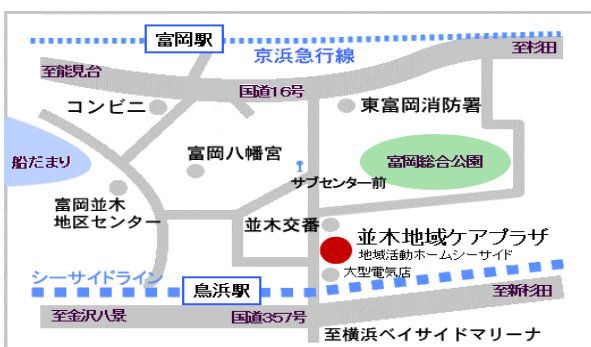 富岡駅
京浜急行線
至杉田
至能見台
国道16号
コンビニ
東富岡消防署
船だまり
富岡八幡宮
富岡総合公園
サブセンター前
富岡並木
地区センター
並木交番
並木地域ケアプラザ
地域活動ホームシーサイド
大型電気店
シーサイドライン
鳥浜駅
至新杉田
至金沢八景
国道357号
至横浜ベイサイドマリーナ